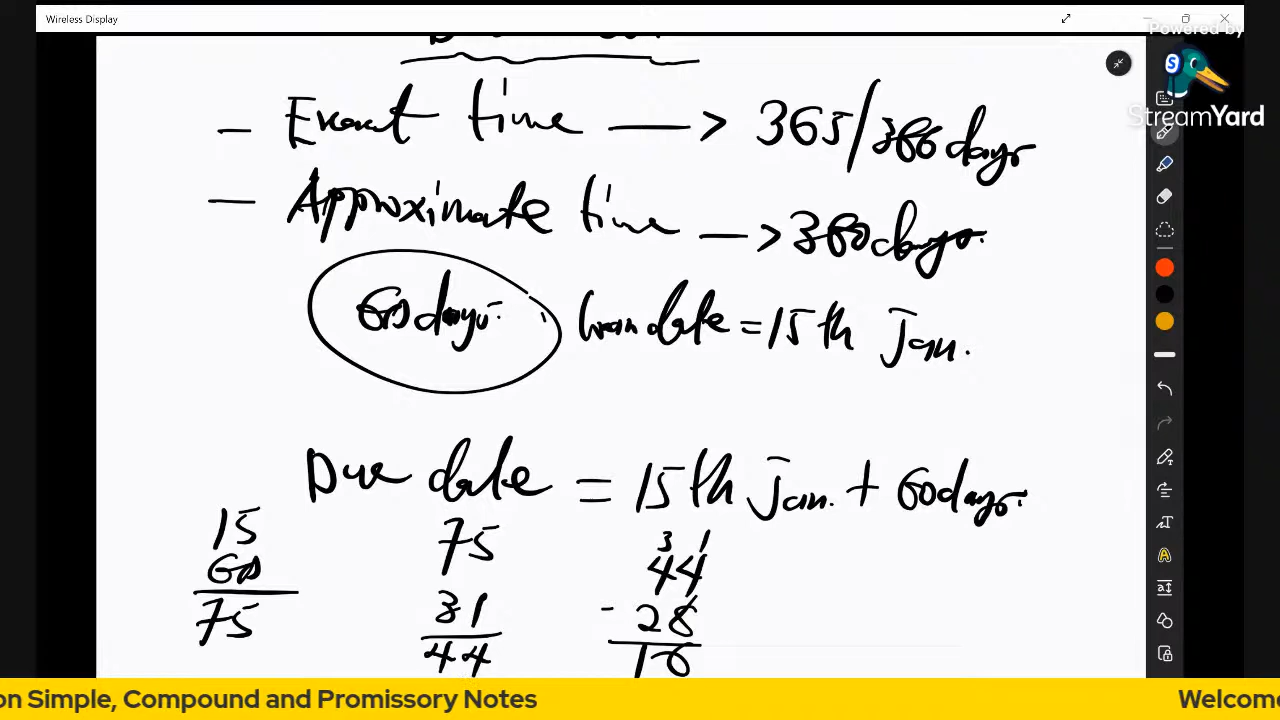 Wireless Display
Powered by
StreamYard
- Exact time -> 365/366 days
- Approximate time -> 360 days.
60 days. loan date = 15th Jan.
Due date = 15th Jan. + 60 days.
15
60
75
75
31
44
3 1
44
- 28
16
on Simple, Compound and Promissory Notes
Welcome